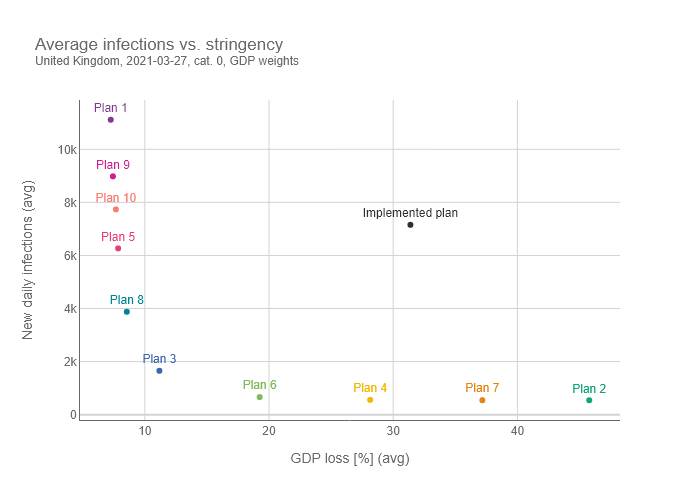 Average infections vs. stringency
United Kingdom, 2021-03-27, cat. 0, GDP weights
Plan 1
10k
Plan 9
8k
Plan 10
Implemented plan
Plan 5
6k
New daily infections (avg)
Plan 8
4k
Plan 3
2k
Plan 6
Plan 4
Plan 7
Plan 2
0
10
20
30
40
GDP loss [%] (avg)